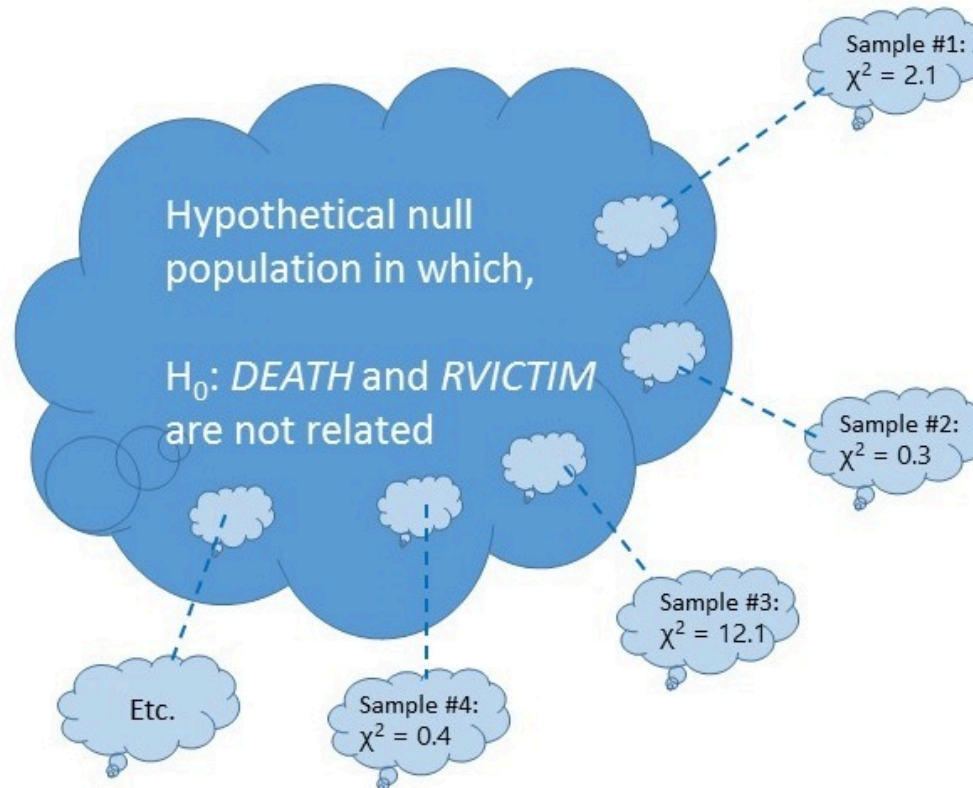 Sample #1:
χ² = 2.1
Hypothetical null
population in which,
H₀: DEATH and RVICTIM
are not related
Sample #2:
χ² = 0.3
Sample #3:
χ² = 12.1
Sample #4:
χ² = 0.4
Etc.